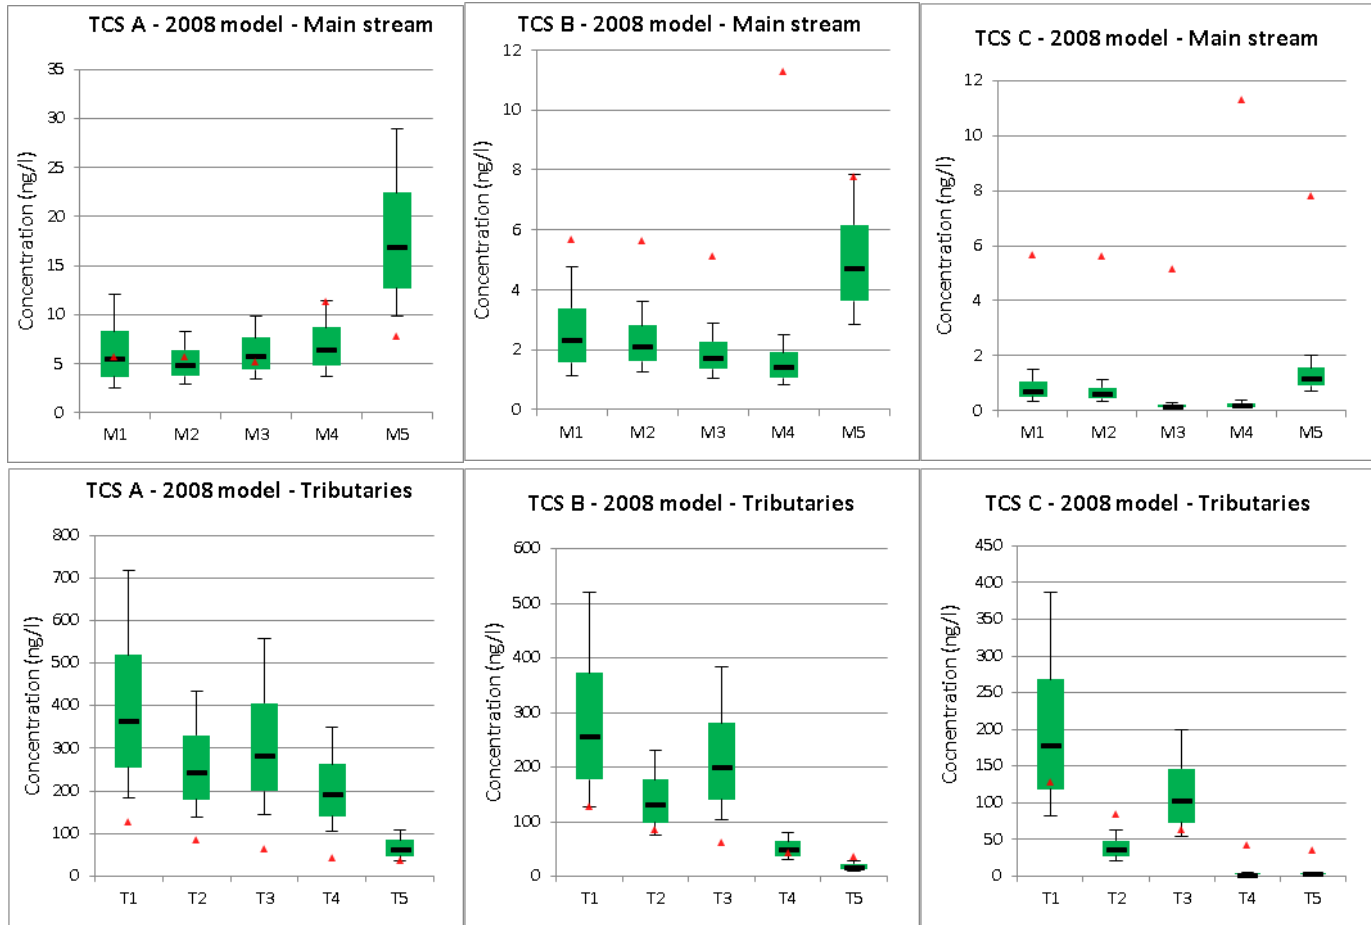 TCS A - 2008 model - Main stream
Concentration (ng/l)
35
30
25
20
15
10
5
0
M1 M2 M3 M4 M5
TCS B - 2008 model - Main stream
Concentration (ng/l)
12
10
8
6
4
2
0
M1 M2 M3 M4 M5
TCS C - 2008 model - Main stream
Concentration (ng/l)
12
10
8
6
4
2
0
M1 M2 M3 M4 M5
TCS A - 2008 model - Tributaries
Concentration (ng/l)
800
700
600
500
400
300
200
100
0
T1 T2 T3 T4 T5
TCS B - 2008 model - Tributaries
Concentration (ng/l)
600
500
400
300
200
100
0
T1 T2 T3 T4 T5
TCS C - 2008 model - Tributaries
Cocnentration (ng/l)
450
400
350
300
250
200
150
100
50
0
T1 T2 T3 T4 T5